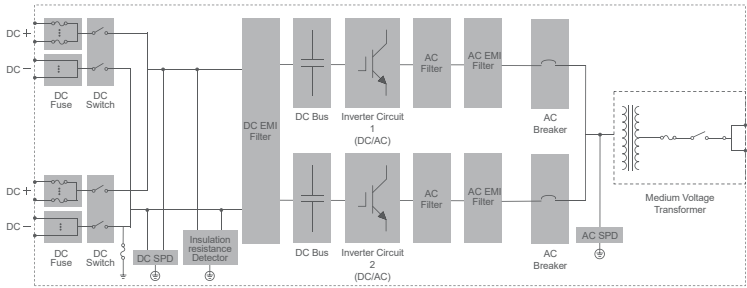 DC +
DC −
DC
Fuse
DC
Switch
DC EMI
Filter
DC Bus
Inverter Circuit
1
(DC/AC)
AC
Filter
AC EMI
Filter
AC
Breaker
DC +
DC −
DC
Fuse
DC
Switch
DC SPD
Insulation
resistance
Detector
DC Bus
Inverter Circuit
2
(DC/AC)
AC
Filter
AC EMI
Filter
AC
Breaker
AC SPD
Medium Voltage
Transformer